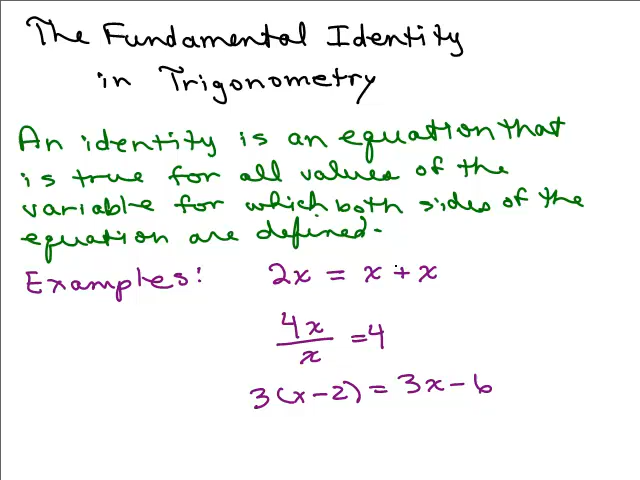 The Fundamental Identity
in Trigonometry
An identity is an equation that
is true for all values of the
variable for which both sides of the
equation are defined.
Examples: 2x = x + x
4x/x = 4
3(x-2) = 3x - 6